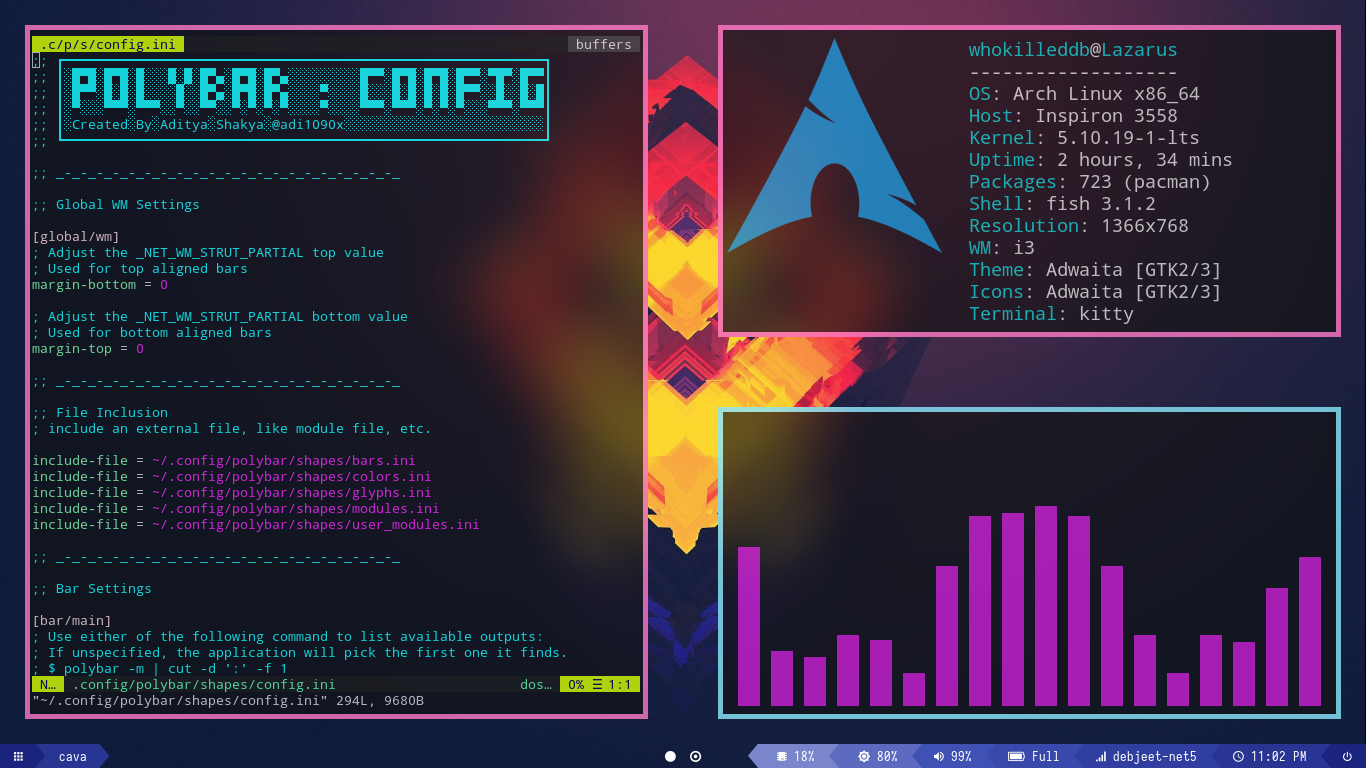 .c/p/s/config.ini buffers
;;
;; POLYBAR : CONFIG
;;
;;
;; Created By Aditya Shakya @adi1090x
;;
;; _-_-_-_-_-_-_-_-_-_-_-_-_-_-_-_-_-_-_-_-_-_
;; Global WM Settings
[global/wm]
; Adjust the _NET_WM_STRUT_PARTIAL top value
; Used for top aligned bars
margin-bottom = 0
; Adjust the _NET_WM_STRUT_PARTIAL bottom value
; Used for bottom aligned bars
margin-top = 0
;; _-_-_-_-_-_-_-_-_-_-_-_-_-_-_-_-_-_-_-_-_-_
;; File Inclusion
; include an external file, like module file, etc.
include-file = ~/.config/polybar/shapes/bars.ini
include-file = ~/.config/polybar/shapes/colors.ini
include-file = ~/.config/polybar/shapes/glyphs.ini
include-file = ~/.config/polybar/shapes/modules.ini
include-file = ~/.config/polybar/shapes/user_modules.ini
;; _-_-_-_-_-_-_-_-_-_-_-_-_-_-_-_-_-_-_-_-_-_
;; Bar Settings
[bar/main]
; Use either of the following command to list available outputs:
; If unspecified, the application will pick the first one it finds.
; $ polybar -m | cut -d ':' -f 1
N… .config/polybar/shapes/config.ini dos… 0% ☰ 1:1
"~/.config/polybar/shapes/config.ini" 294L, 9680B
whokilleddb@Lazarus
-------------------
OS: Arch Linux x86_64
Host: Inspiron 3558
Kernel: 5.10.19-1-lts
Uptime: 2 hours, 34 mins
Packages: 723 (pacman)
Shell: fish 3.1.2
Resolution: 1366x768
WM: i3
Theme: Adwaita [GTK2/3]
Icons: Adwaita [GTK2/3]
Terminal: kitty
cava 18% 80% 99% Full debjeet-net5 11:02 PM